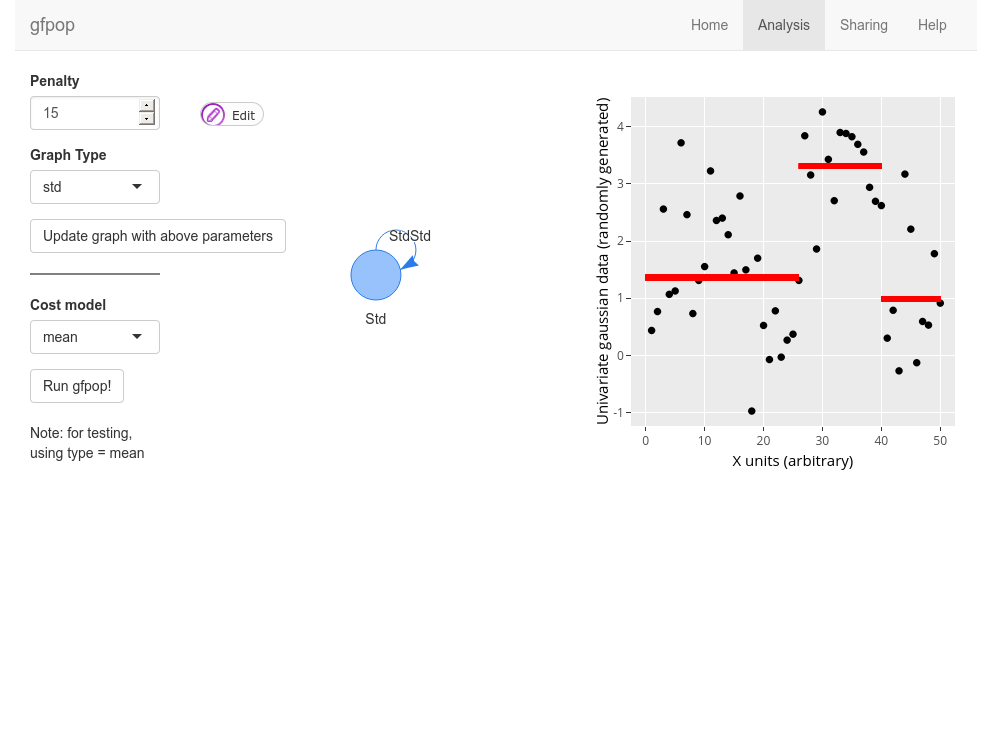 gfpop
Home
Analysis
Sharing
Help
Penalty
15
Edit
Graph Type
std
Update graph with above parameters
Cost model
mean
Run gfpop!
Note: for testing,
using type = mean
StdStd
Std
Univariate gaussian data (randomly generated)
4
3
2
1
0
-1
0
10
20
30
40
50
X units (arbitrary)